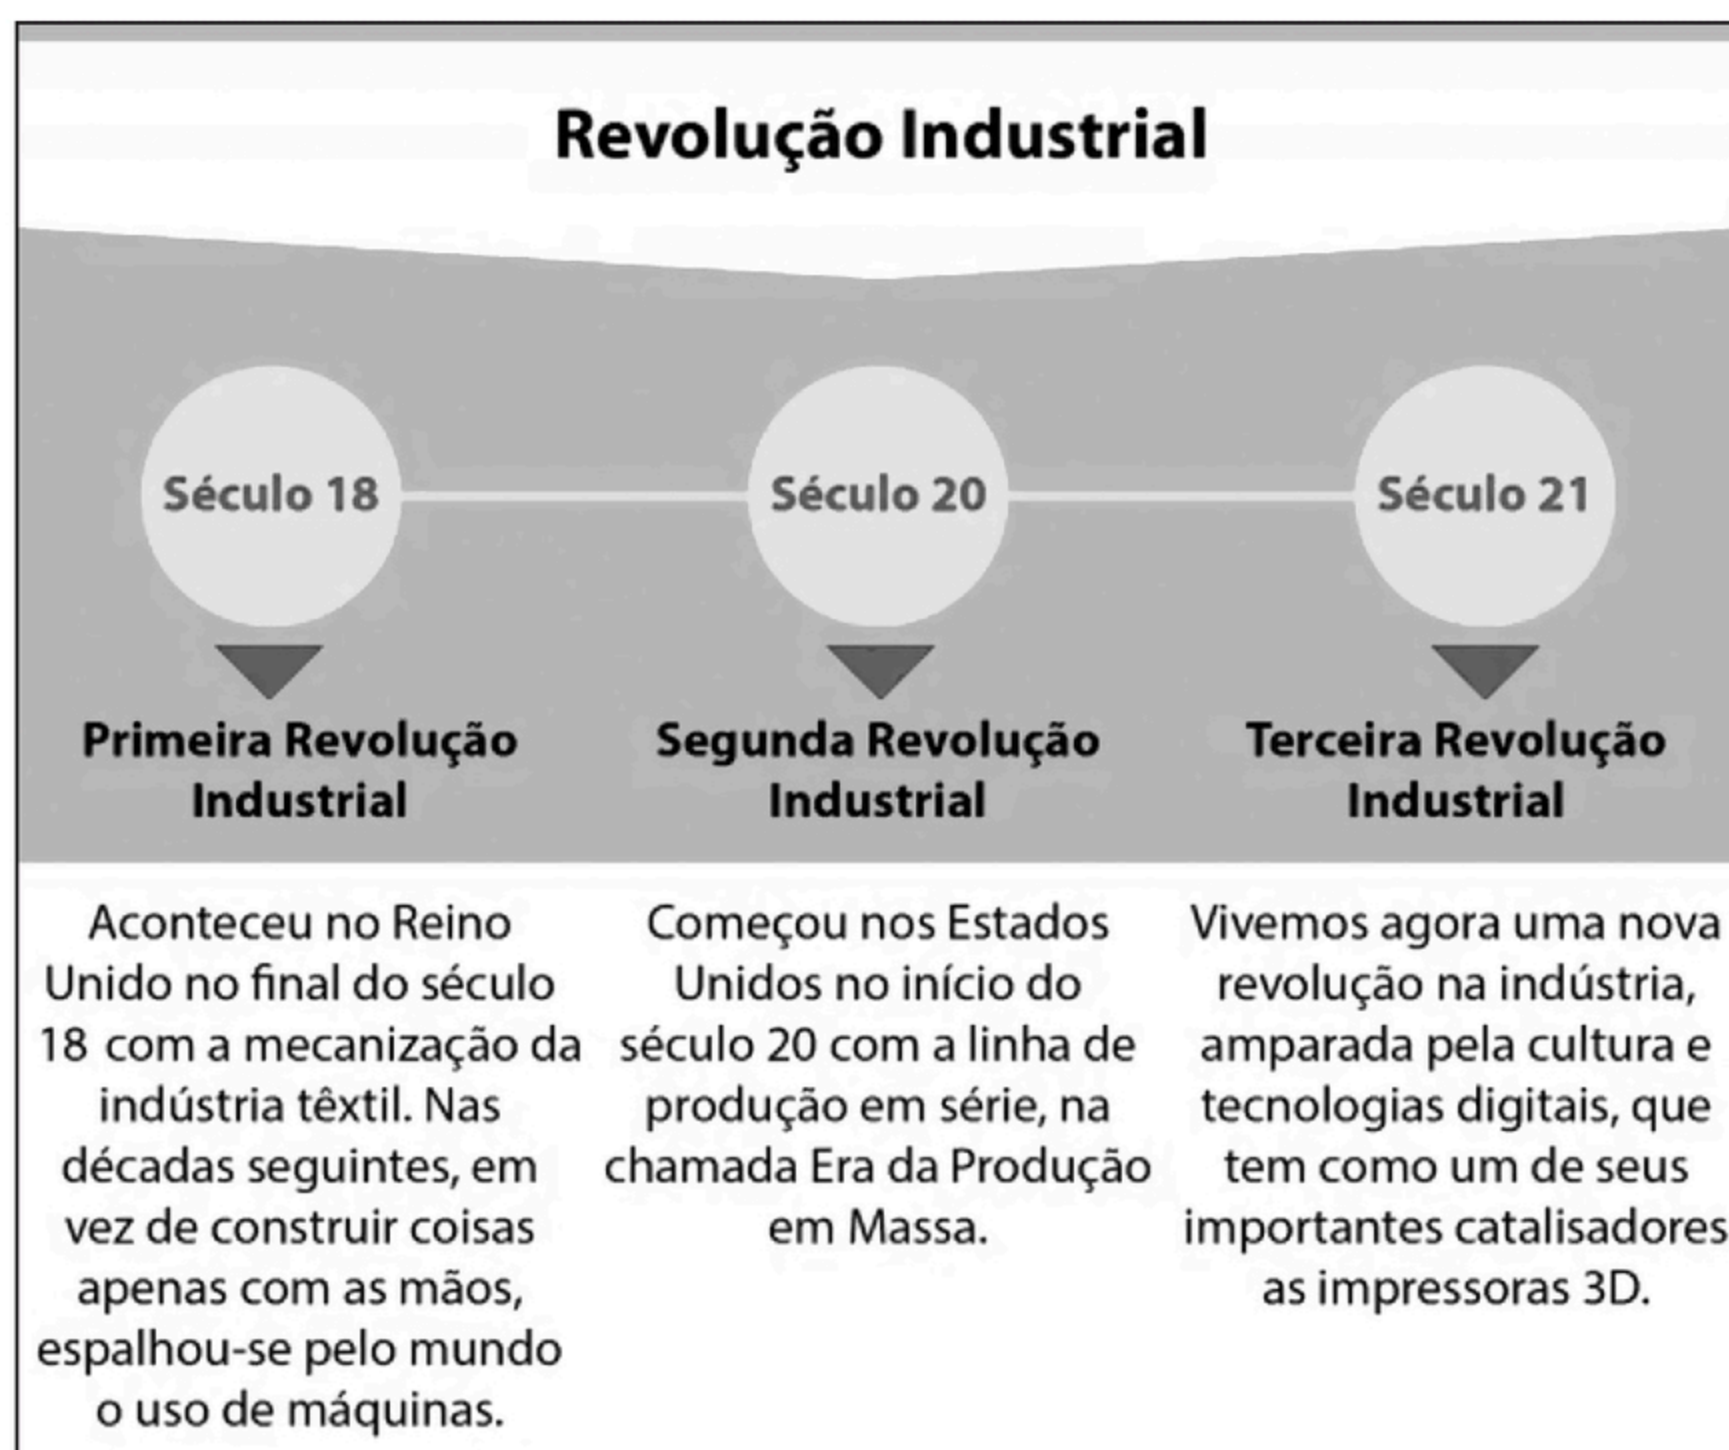 Revolução Industrial
Século 18
Século 20
Século 21
Primeira Revolução
Industrial
Segunda Revolução
Industrial
Terceira Revolução
Industrial
Aconteceu no Reino
Unido no final do século
18 com a mecanização da
indústria têxtil. Nas
décadas seguintes, em
vez de construir coisas
apenas com as mãos,
espalhou-se pelo mundo
o uso de máquinas.
Começou nos Estados
Unidos no início do
século 20 com a linha de
produção em série, na
chamada Era da Produção
em Massa.
Vivemos agora uma nova
revolução na indústria,
amparada pela cultura e
tecnologias digitais, que
tem como um de seus
importantes catalisadores
as impressoras 3D.